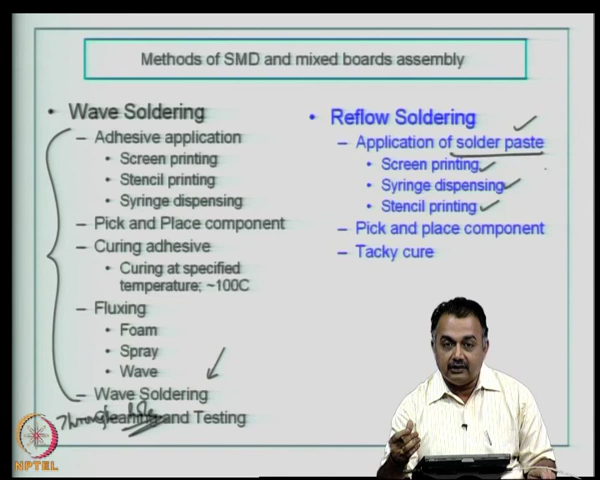 Methods of SMD and mixed boards assembly
• Wave Soldering
– Adhesive application
• Screen printing
• Stencil printing
• Syringe dispensing
– Pick and Place component
– Curing adhesive
• Curing at specified
temperature; ~100C
– Fluxing
• Foam
• Spray
• Wave
– Wave Soldering
Through hole
and Testing
• Reflow Soldering
– Application of solder paste
• Screen printing
• Syringe dispensing
• Stencil printing
– Pick and place component
– Tacky cure
NPTEL